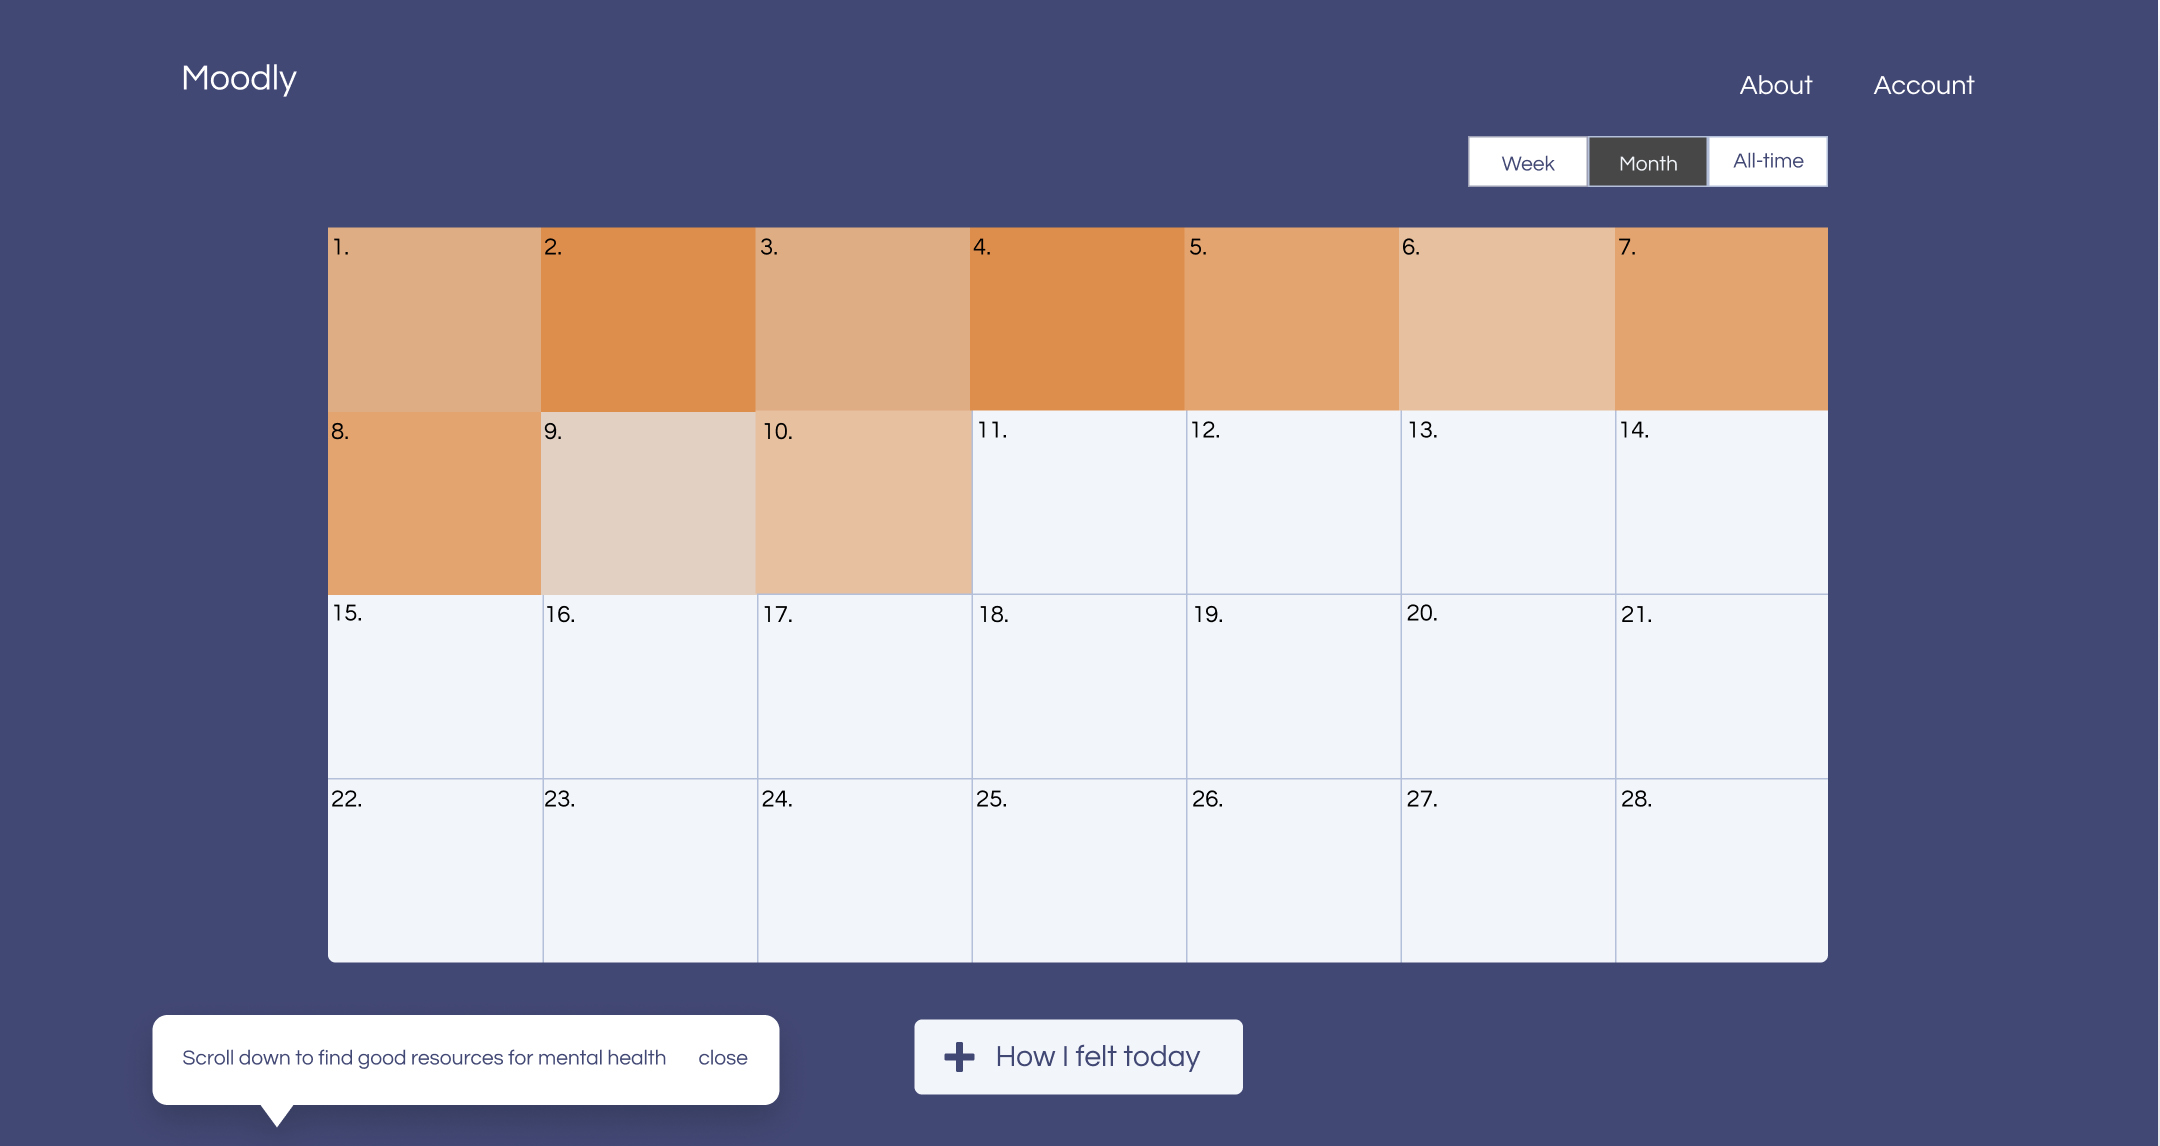 Moodly
About Account
Week Month All-time
1. 2. 3. 4. 5. 6. 7.
8. 9. 10. 11. 12. 13. 14.
15. 16. 17. 18. 19. 20. 21.
22. 23. 24. 25. 26. 27. 28.
Scroll down to find good resources for mental health close
How I felt today